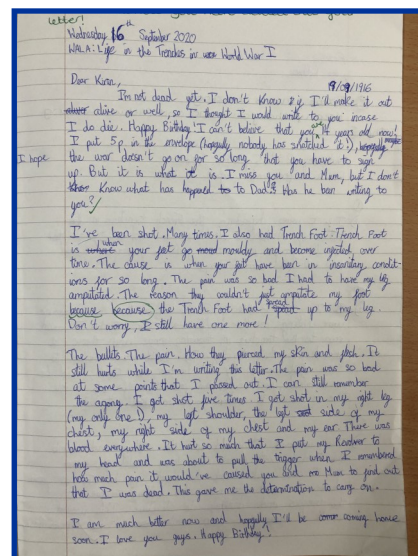 letter!
Wednesday 16th September 2020
WALA: Life in the Trenches in World War I
Dear Kian, 19/09/1916
I'm not dead yet. I don't know if I'll make it out
alive or well, so I thought I would write to you incase
I do die. Happy Birthday! I can't believe that you 14 years old now!
I put 5p in the envelope (hopefully nobody has snatched it!),
I hope the war doesn't go on for so long that you have to sign
up. But it is what it is. I miss you and Mum, but I don't
know what has happened to Dad? Has he ban writing to
you?
I've been shot. Many times. I also had Trench Foot. Trench Foot
is when your feet go mouldy and become infected, over
time. The cause is when your feet have been in insanitary condit-
ions for so long. The pain was so bad I had to have my leg
ampitated. The reason they couldn't just ampitate my foot
because because the Trench Foot had spread up to my leg.
Don't worry, I still have one more!
The bullits. The pain. How they pierced my skin and flesh. It
still hurts while I'm writing this letter. The pain was so bad
at some points that I passed out. I can still remember
the agony. I got shot five times. I got shot in my right leg
(my only one!), my left shoulder, the left side of my
chest, my right side of my chest and my ear. There was
blood everywhere. It hurt so much that I put my Rovolver to
my head and was about to pull the trigger when I remembered
how much pain it would've caused you and Mum to find out
that I was dead. This gave me the determination to carry on.
I am much better now and hopefully I'll be coming home
soon. I love you guys. Happy Birthday!